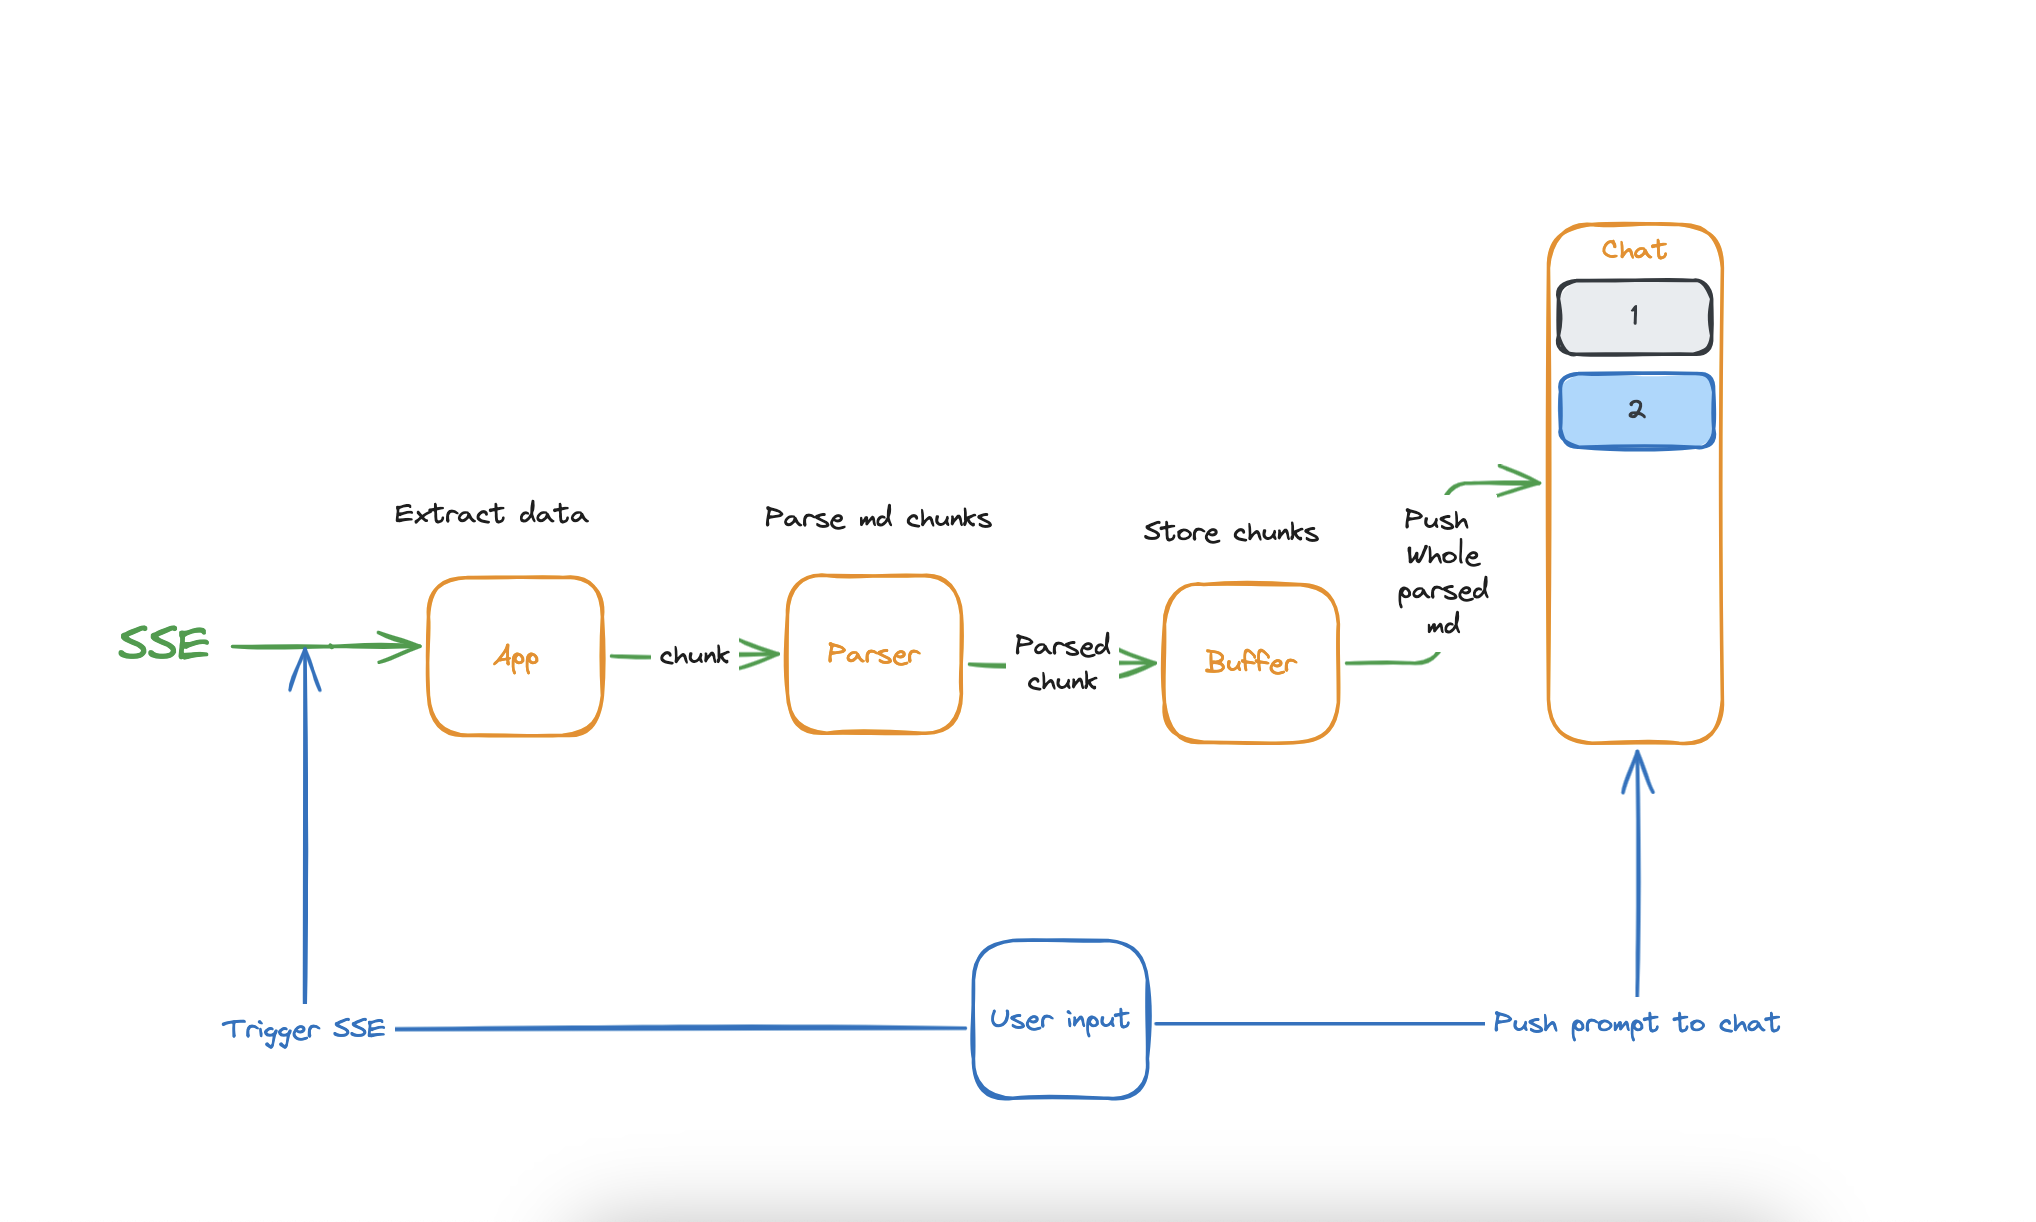 Chat
1
2
Extract data
Parse md chunks
Store chunks
Push
Whole
parsed
md
SSE
App
chunk
Parser
Parsed
chunk
Buffer
Trigger SSE
User input
Push prompt to chat